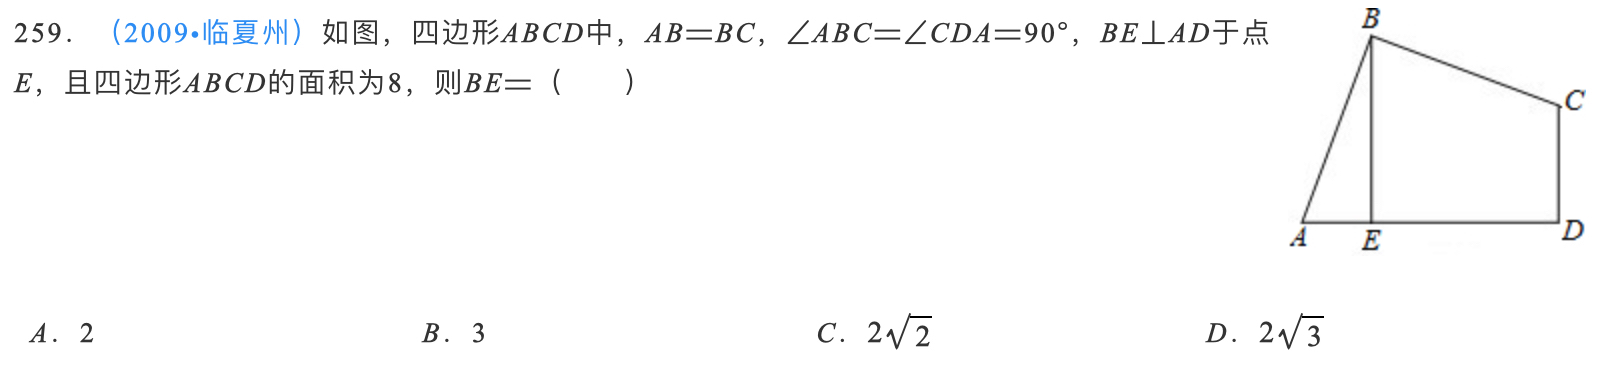 259. (2009•临夏州) 如图，四边形ABCD中，AB=BC，∠ABC=∠CDA=90°，BE⊥AD于点
E，且四边形ABCD的面积为8，则BE=（　　）
B
C
A
E
D
A. 2　B. 3　C. 2√2　D. 2√3